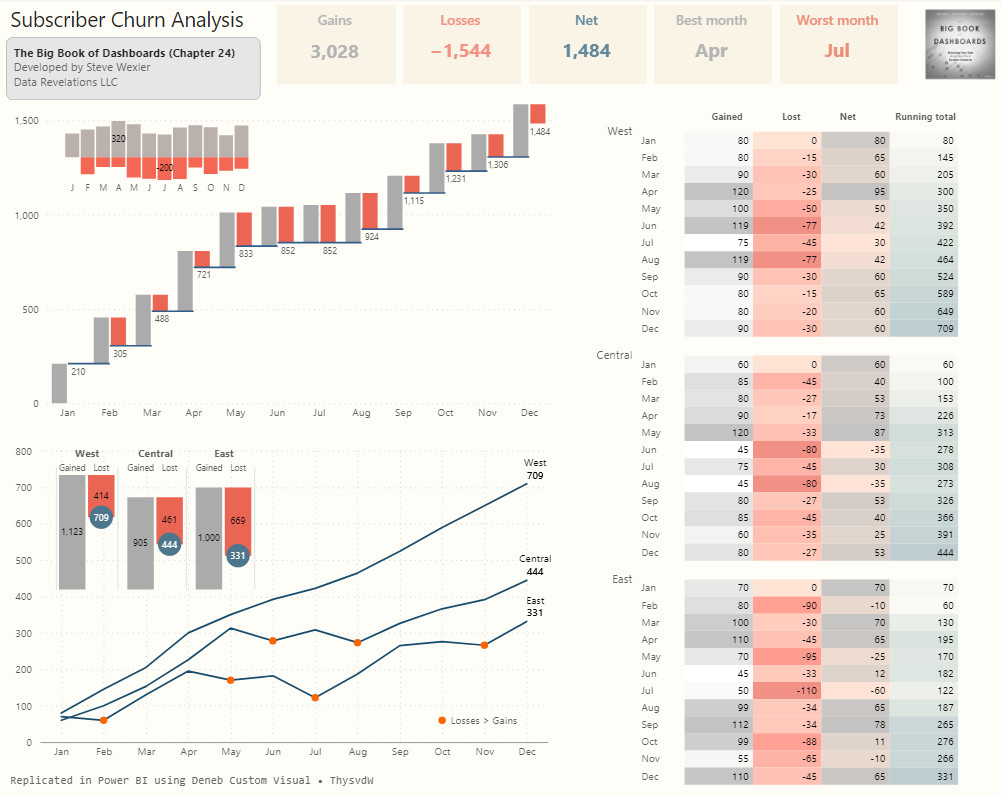 Subscriber Churn Analysis
The Big Book of Dashboards (Chapter 24)
Developed by Steve Wexler
Data Revelations LLC
Gains
3,028
Losses
−1,544
Net
1,484
Best month
Apr
Worst month
Jul
BIG BOOK
DASHBOARDS
1,500
1,000
500
0
320
-200
J F M A M J J A S O N D
210
305
488
721
833
852
852
924
1,115
1,231
1,306
1,484
Jan Feb Mar Apr May Jun Jul Aug Sep Oct Nov Dec
800
700
600
500
400
300
200
100
0
West Central East
Gained Lost Gained Lost Gained Lost
1,123 414 709
905 461 444
1,000 669 331
West
709
Central
444
East
331
Losses > Gains
Jan Feb Mar Apr May Jun Jul Aug Sep Oct Nov Dec
Replicated in Power BI using Deneb Custom Visual • ThysvdW
Gained Lost Net Running total
West
Jan 80 0 80 80
Feb 80 -15 65 145
Mar 90 -30 60 205
Apr 120 -25 95 300
May 100 -50 50 350
Jun 119 -77 42 392
Jul 75 -45 30 422
Aug 119 -77 42 464
Sep 90 -30 60 524
Oct 80 -15 65 589
Nov 80 -20 60 649
Dec 90 -30 60 709
Central
Jan 60 0 60 60
Feb 85 -45 40 100
Mar 80 -27 53 153
Apr 90 -17 73 226
May 120 -33 87 313
Jun 45 -80 -35 278
Jul 75 -45 30 308
Aug 45 -80 -35 273
Sep 80 -27 53 326
Oct 85 -45 40 366
Nov 60 -35 25 391
Dec 80 -27 53 444
East
Jan 70 0 70 70
Feb 80 -90 -10 60
Mar 100 -30 70 130
Apr 110 -45 65 195
May 70 -95 -25 170
Jun 45 -33 12 182
Jul 50 -110 -60 122
Aug 99 -34 65 187
Sep 112 -34 78 265
Oct 99 -88 11 276
Nov 55 -65 -10 266
Dec 110 -45 65 331